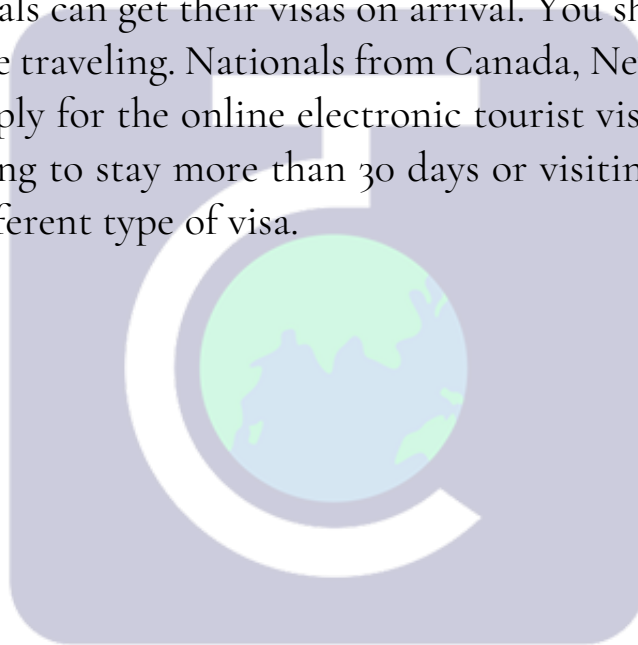 als can get their visas on arrival. You sh
e traveling. Nationals from Canada, Ne
ply for the online electronic tourist vis
ng to stay more than 30 days or visitin
ferent type of visa.